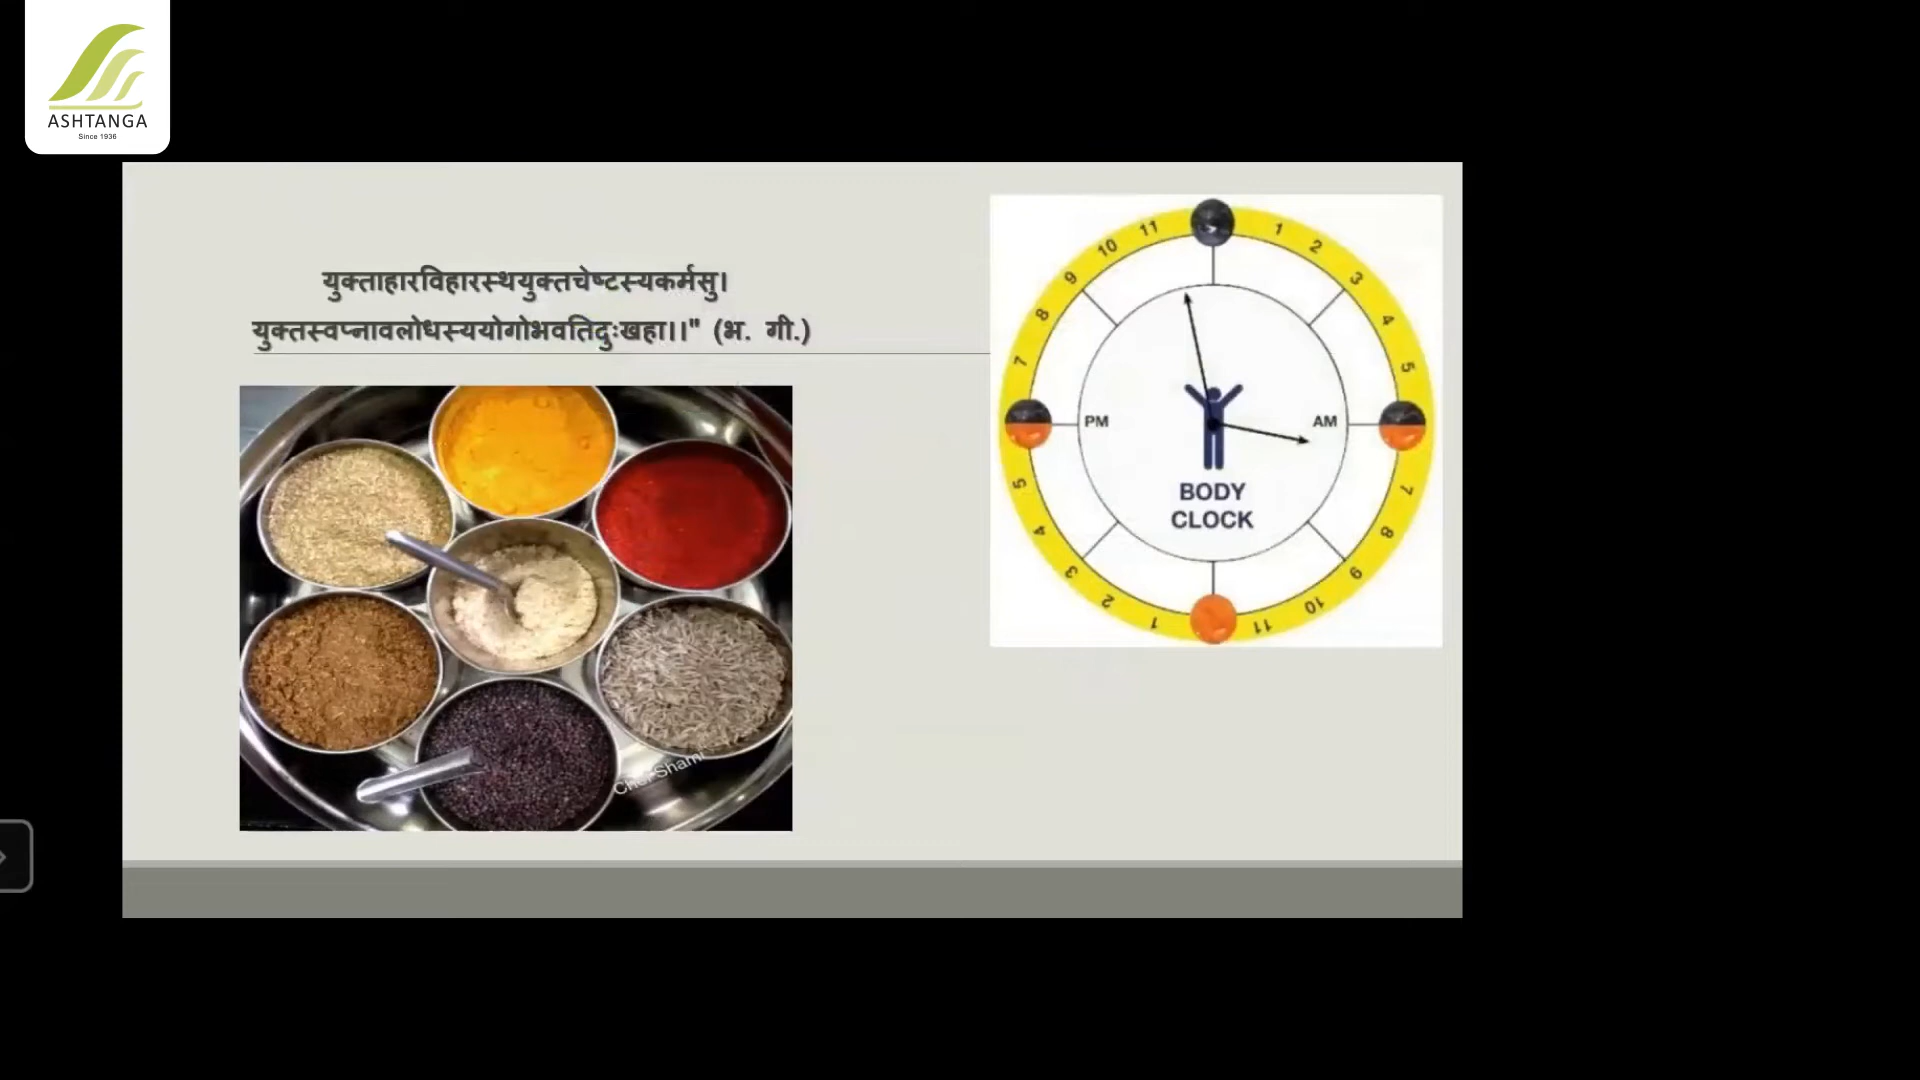 ASHTANGA
Since 1936
युक्ताहारविहारस्थयुक्तचेष्टस्यकर्मसु।
युक्तस्वप्नावलोधस्ययोगोभवतिदुःखहा।।" (भ. गी.)
11 1
10 2
9 3
8 4
7 5
PM AM
5 7
BODY
CLOCK
4 8
3 9
2 10
1 11
Chef Shami